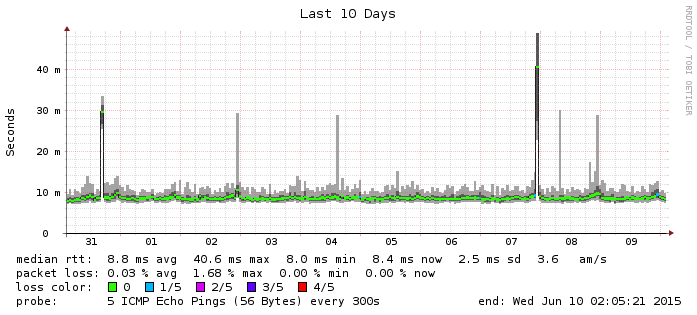 Last 10 Days
RRDTOOL / TOBI OETIKER
Seconds
40 m
30 m
20 m
10 m
0
31 01 02 03 04 05 06 07 08 09
median rtt: 8.8 ms avg 40.6 ms max 8.0 ms min 8.4 ms now 2.5 ms sd 3.6 am/s
packet loss: 0.03 % avg 1.68 % max 0.00 % min 0.00 % now
loss color: 0 1/5 2/5 3/5 4/5
probe: 5 ICMP Echo Pings (56 Bytes) every 300s end: Wed Jun 10 02:05:21 2015